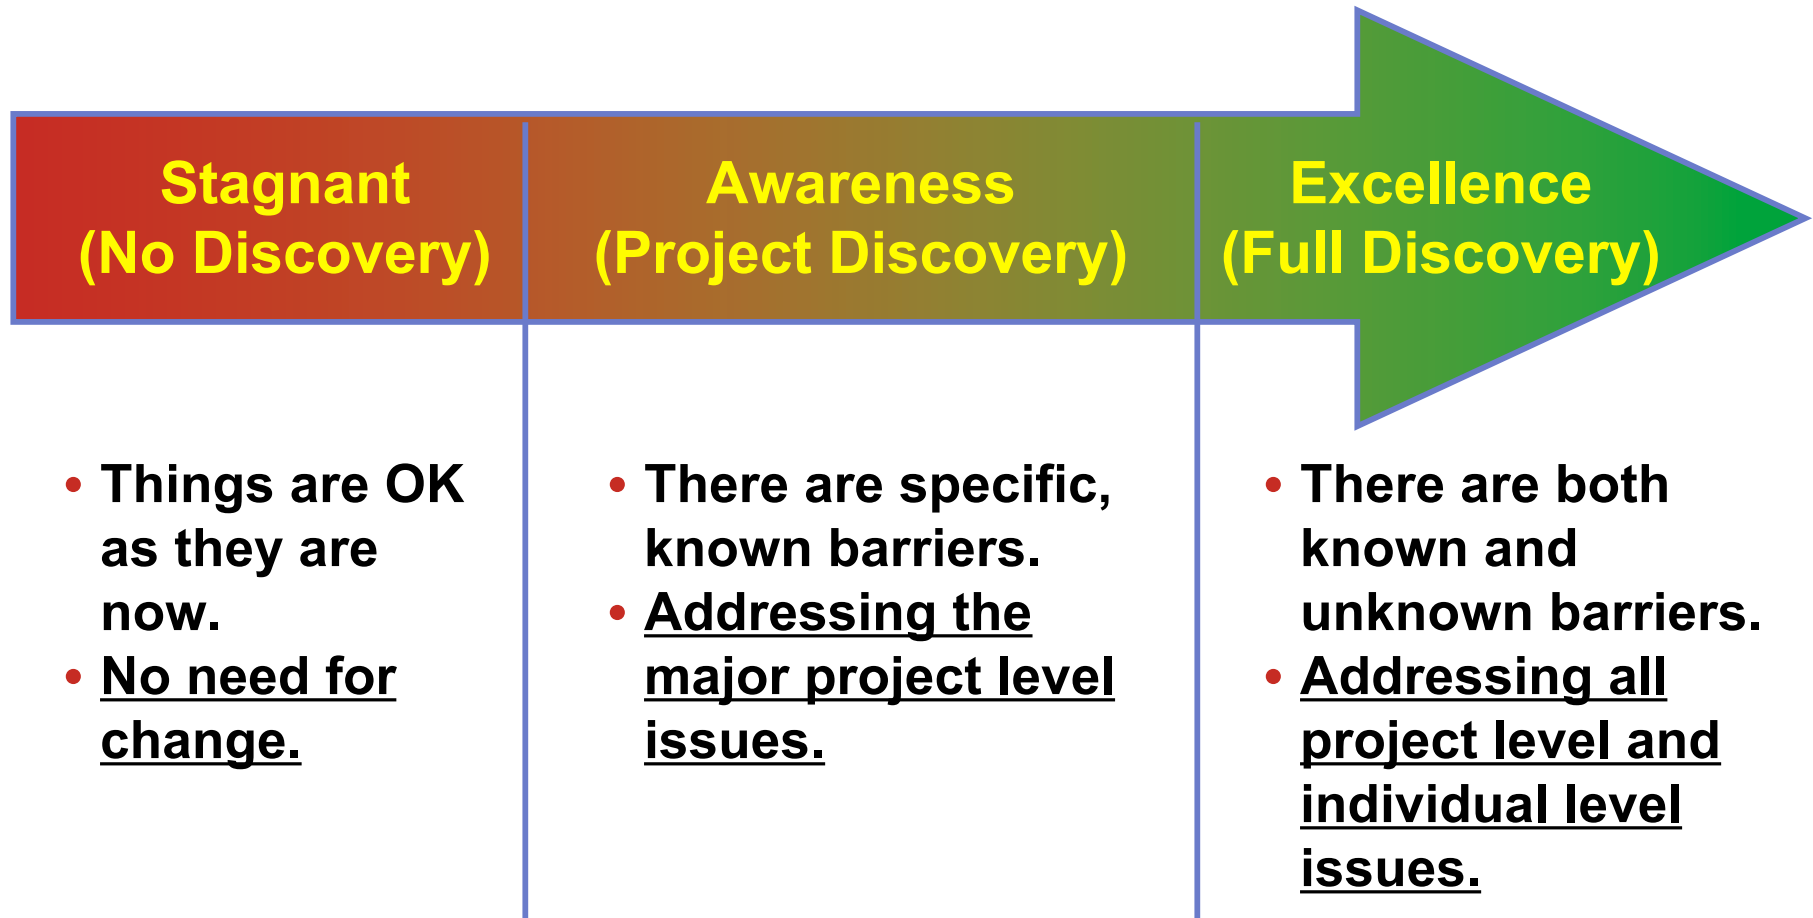 Stagnant
(No Discovery)
Awareness
(Project Discovery)
Excellence
(Full Discovery)
• Things are OK
as they are
now.
• No need for
change.
• There are specific,
known barriers.
• Addressing the
major project level
issues.
• There are both
known and
unknown barriers.
• Addressing all
project level and
individual level
issues.